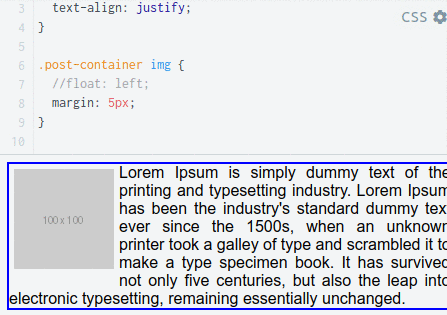 3 text-align: justify;
CSS
4 }
5
6 .post-container img {
7 //float: left;
8 margin: 5px;
9 }
10
100 x 100
Lorem Ipsum is simply dummy text of the
printing and typesetting industry. Lorem Ipsum
has been the industry's standard dummy tex
ever since the 1500s, when an unknown
printer took a galley of type and scrambled it to
make a type specimen book. It has survived
not only five centuries, but also the leap into
electronic typesetting, remaining essentially unchanged.